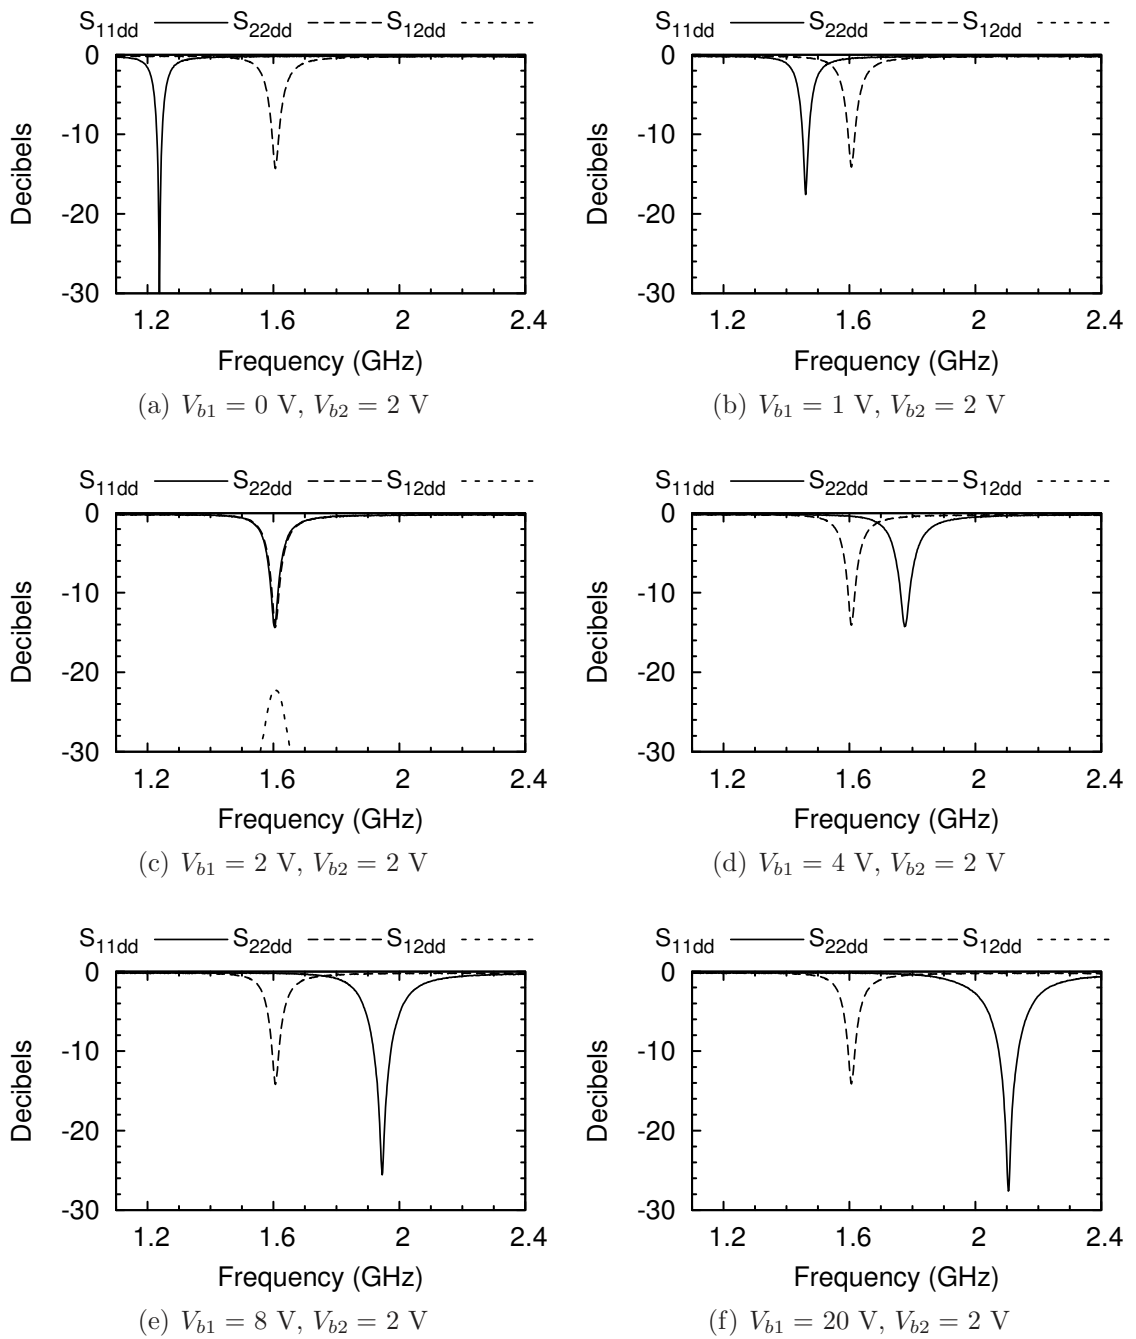 S11dd S22dd S12dd
0
-10
-20
-30
Decibels
1.2 1.6 2 2.4
Frequency (GHz)
(a) Vb1 = 0 V, Vb2 = 2 V
S11dd S22dd S12dd
0
-10
-20
-30
Decibels
1.2 1.6 2 2.4
Frequency (GHz)
(b) Vb1 = 1 V, Vb2 = 2 V
S11dd S22dd S12dd
0
-10
-20
-30
Decibels
1.2 1.6 2 2.4
Frequency (GHz)
(c) Vb1 = 2 V, Vb2 = 2 V
S11dd S22dd S12dd
0
-10
-20
-30
Decibels
1.2 1.6 2 2.4
Frequency (GHz)
(d) Vb1 = 4 V, Vb2 = 2 V
S11dd S22dd S12dd
0
-10
-20
-30
Decibels
1.2 1.6 2 2.4
Frequency (GHz)
(e) Vb1 = 8 V, Vb2 = 2 V
S11dd S22dd S12dd
0
-10
-20
-30
Decibels
1.2 1.6 2 2.4
Frequency (GHz)
(f) Vb1 = 20 V, Vb2 = 2 V